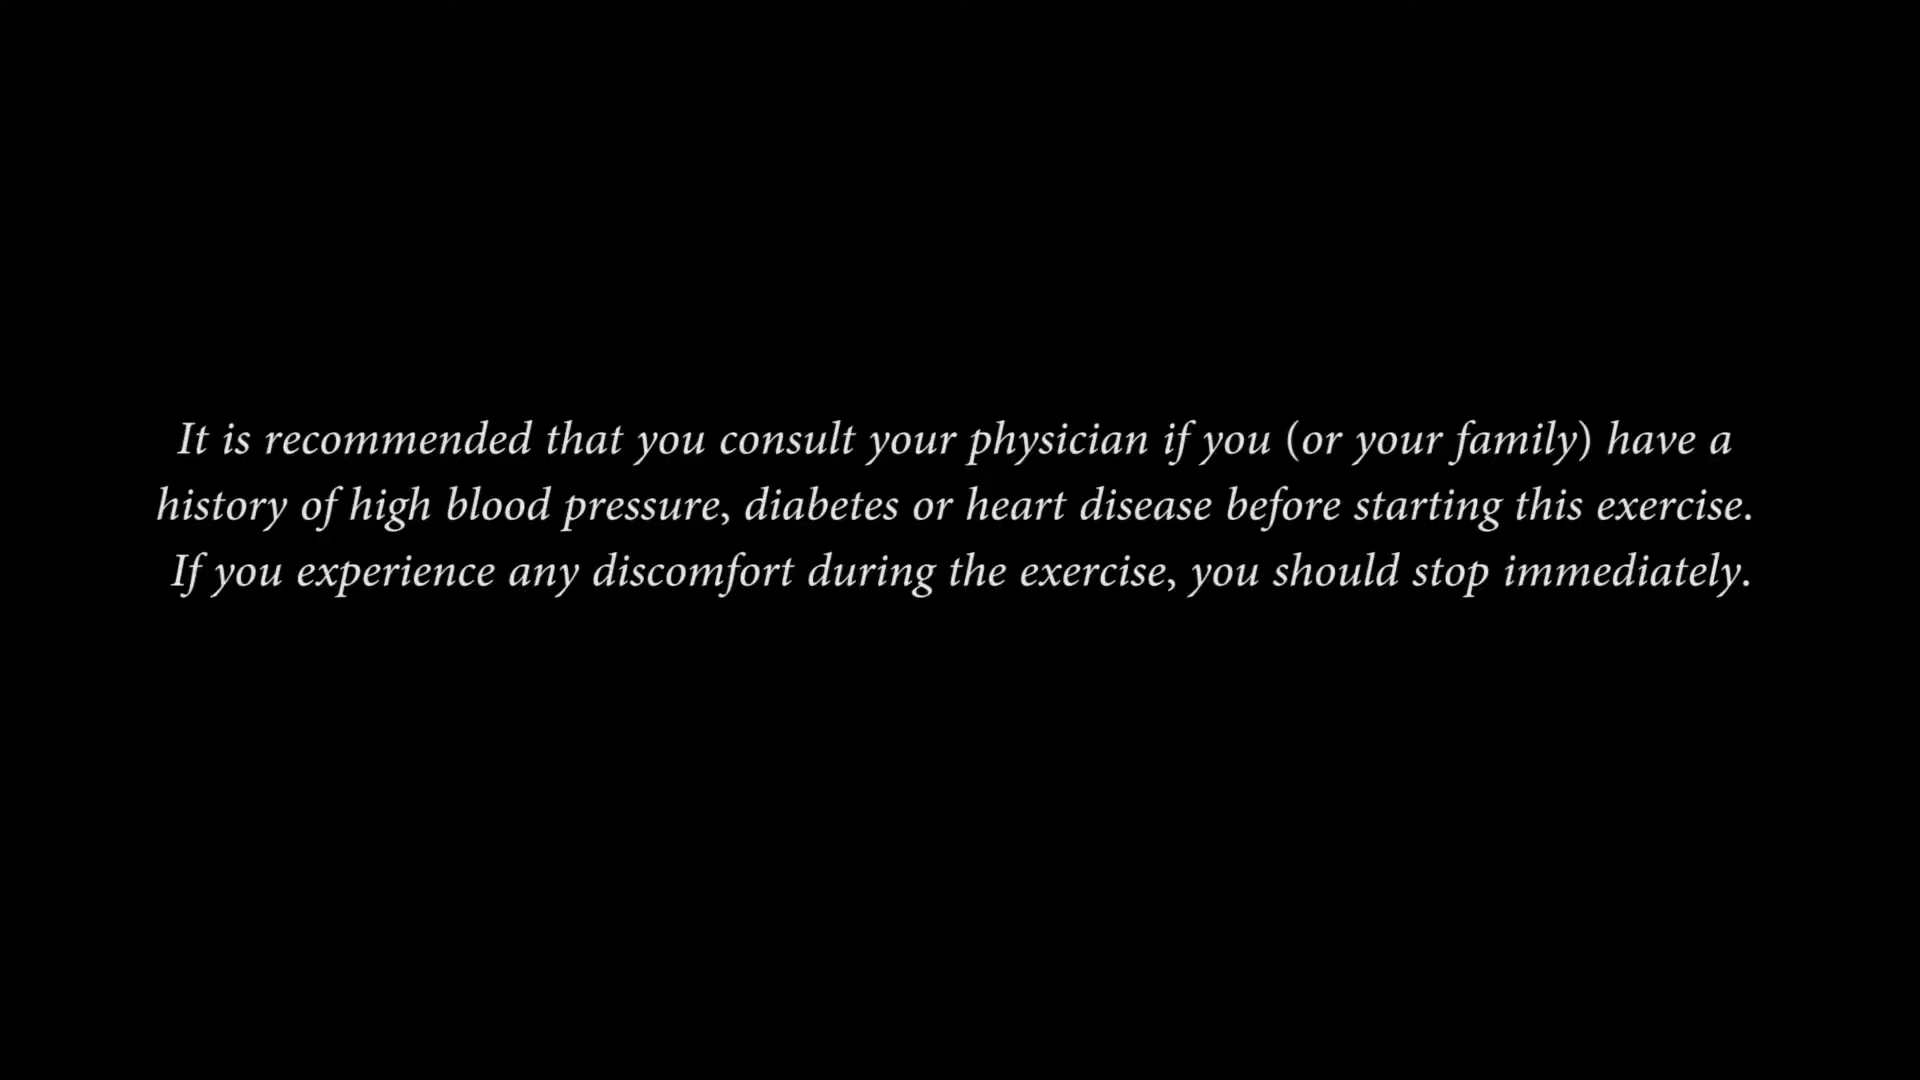 It is recommended that you consult your physician if you (or your family) have a
history of high blood pressure, diabetes or heart disease before starting this exercise.
If you experience any discomfort during the exercise, you should stop immediately.